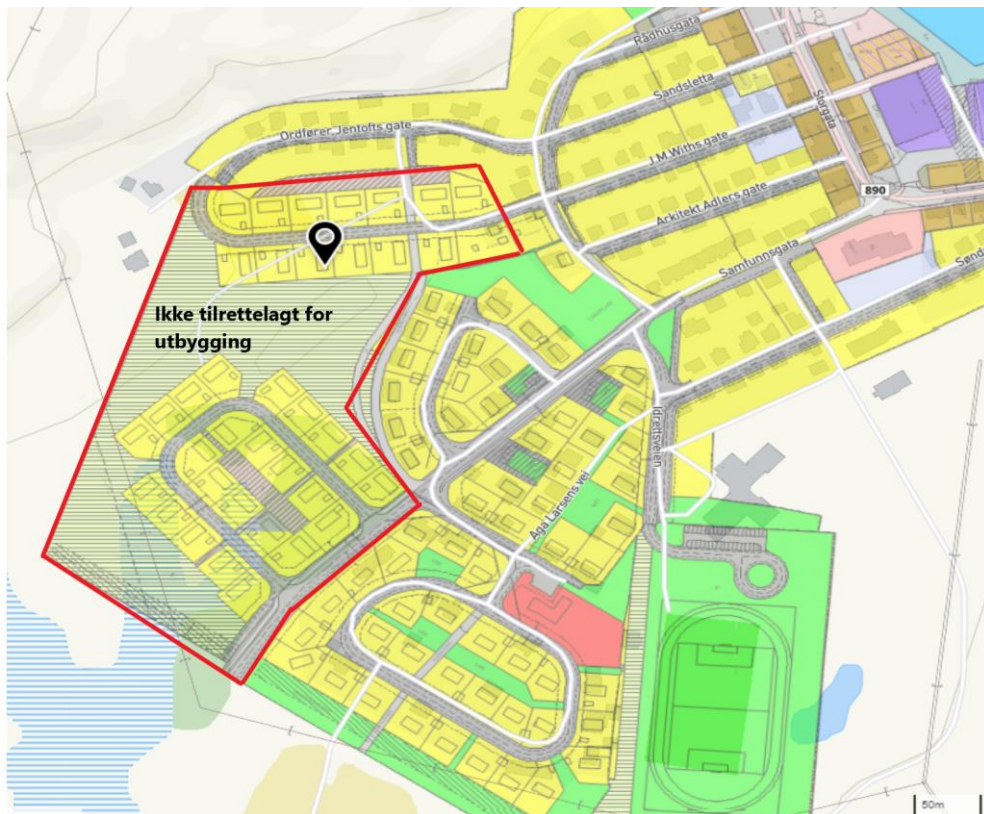 Rådhusgata
Sandsletta
Storgata
Ordfører Jentofts gate
J M Withs gate
890
Arkitekt Adlers gate
Samfunnsgata
Sønd
Ikke tilrettelagt for
utbygging
Idrettsveien
Aga Larsens vei
50m